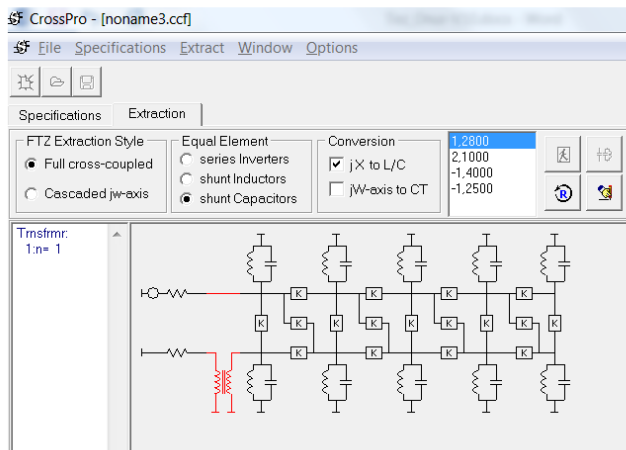 CrossPro - [noname3.ccf]
File Specifications Extract Window Options
Specifications Extraction
FTZ Extraction Style Equal Element Conversion
Full cross-coupled
Cascaded jw-axis
series Inverters
shunt Inductors
shunt Capacitors
jX to L/C
jW-axis to CT
1,2800
2,1000
-1,4000
-1,2500
R
Trnsfrmr:
1:n= 1
K K K K
K K K K K K K K K
K K K K